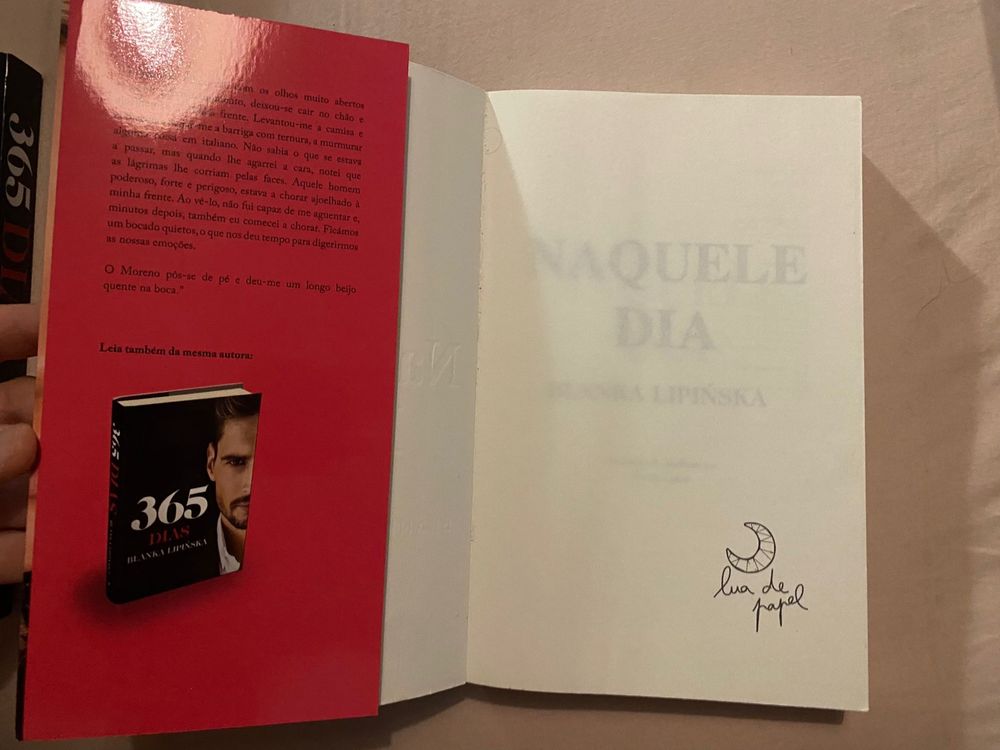 365 DIA
com os olhos muito abertos
deixou-se cair no chão e
frente. Levantou-me a camisa e
me a barriga com ternura, a murmurar
em italiano. Não sabia o que se estava
a passar, mas quando lhe agarrei a cara, notei que
as lágrimas lhe corriam pelas faces. Aquele homem
poderoso, forte e perigoso, estava a chorar ajoelhado à
minha frente. Ao vê-lo, não fui capaz de me aguentar e,
minutos depois, também eu comecei a chorar. Ficámos
um bocado quietos, o que nos deu tempo para digerirmos
as nossas emoções.
O Moreno pôs-se de pé e deu-me um longo beijo
quente na boca."
Leia também da mesma autora:
365 DIAS
365
DIAS
BLANKA LIPIŃSKA
NAQUELE
DIA
BLANKA LIPIŃSKA
lua de
papel